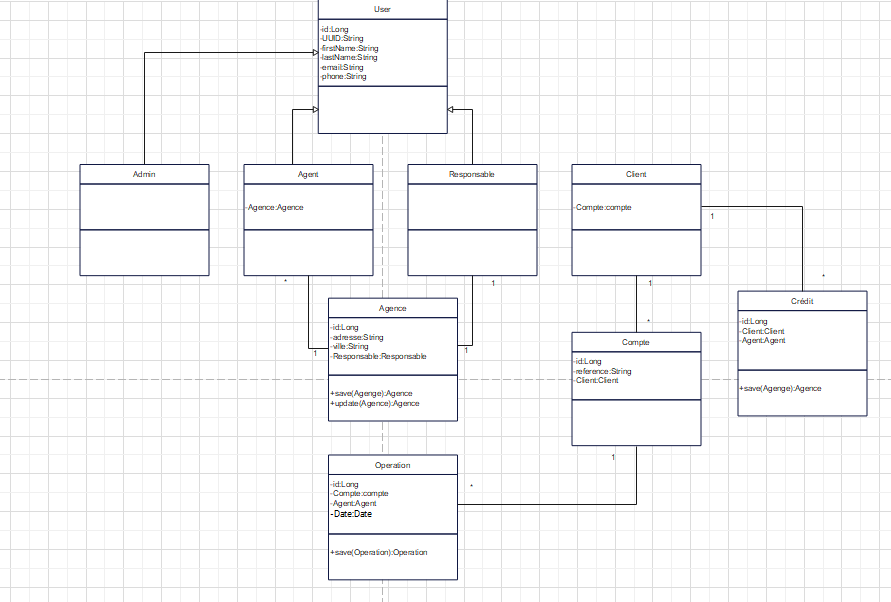 User
-id:Long
-UUID:String
-firstName:String
-lastName:String
-email:String
-phone:String
Admin
Agent
-Agence:Agence
Responsable
Client
-Compte:compte
1
*
*
1
1
Agence
-id:Long
-adresse:String
-ville:String
-Responsable:Responsable
+save(Agenge):Agence
+update(Agence):Agence
1
1
*
Compte
-id:Long
-reference:String
-Client:Client
Crédit
-id:Long
-Client:Client
-Agent:Agent
+save(Agenge):Agence
1
*
Operation
-id:Long
-Compte:compte
-Agent:Agent
-Date:Date
+save(Operation):Operation